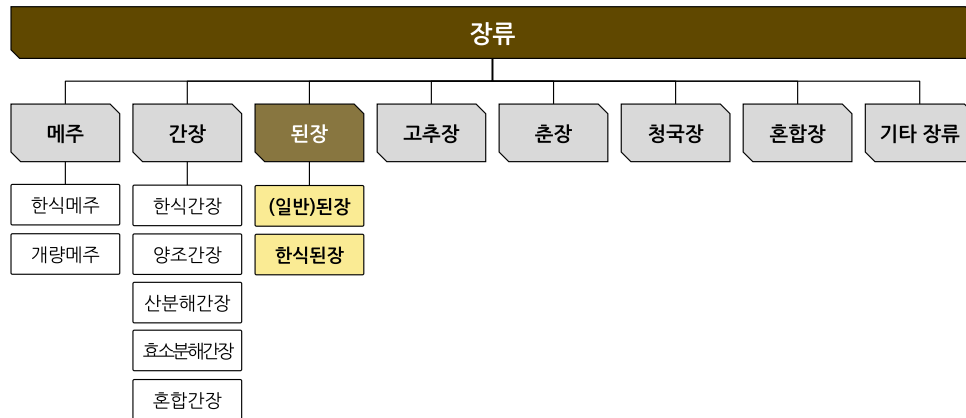 장류
메주
간장
된장
고추장
춘장
청국장
혼합장
기타 장류
한식메주
한식간장
(일반)된장
개량메주
양조간장
한식된장
산분해간장
효소분해간장
혼합간장